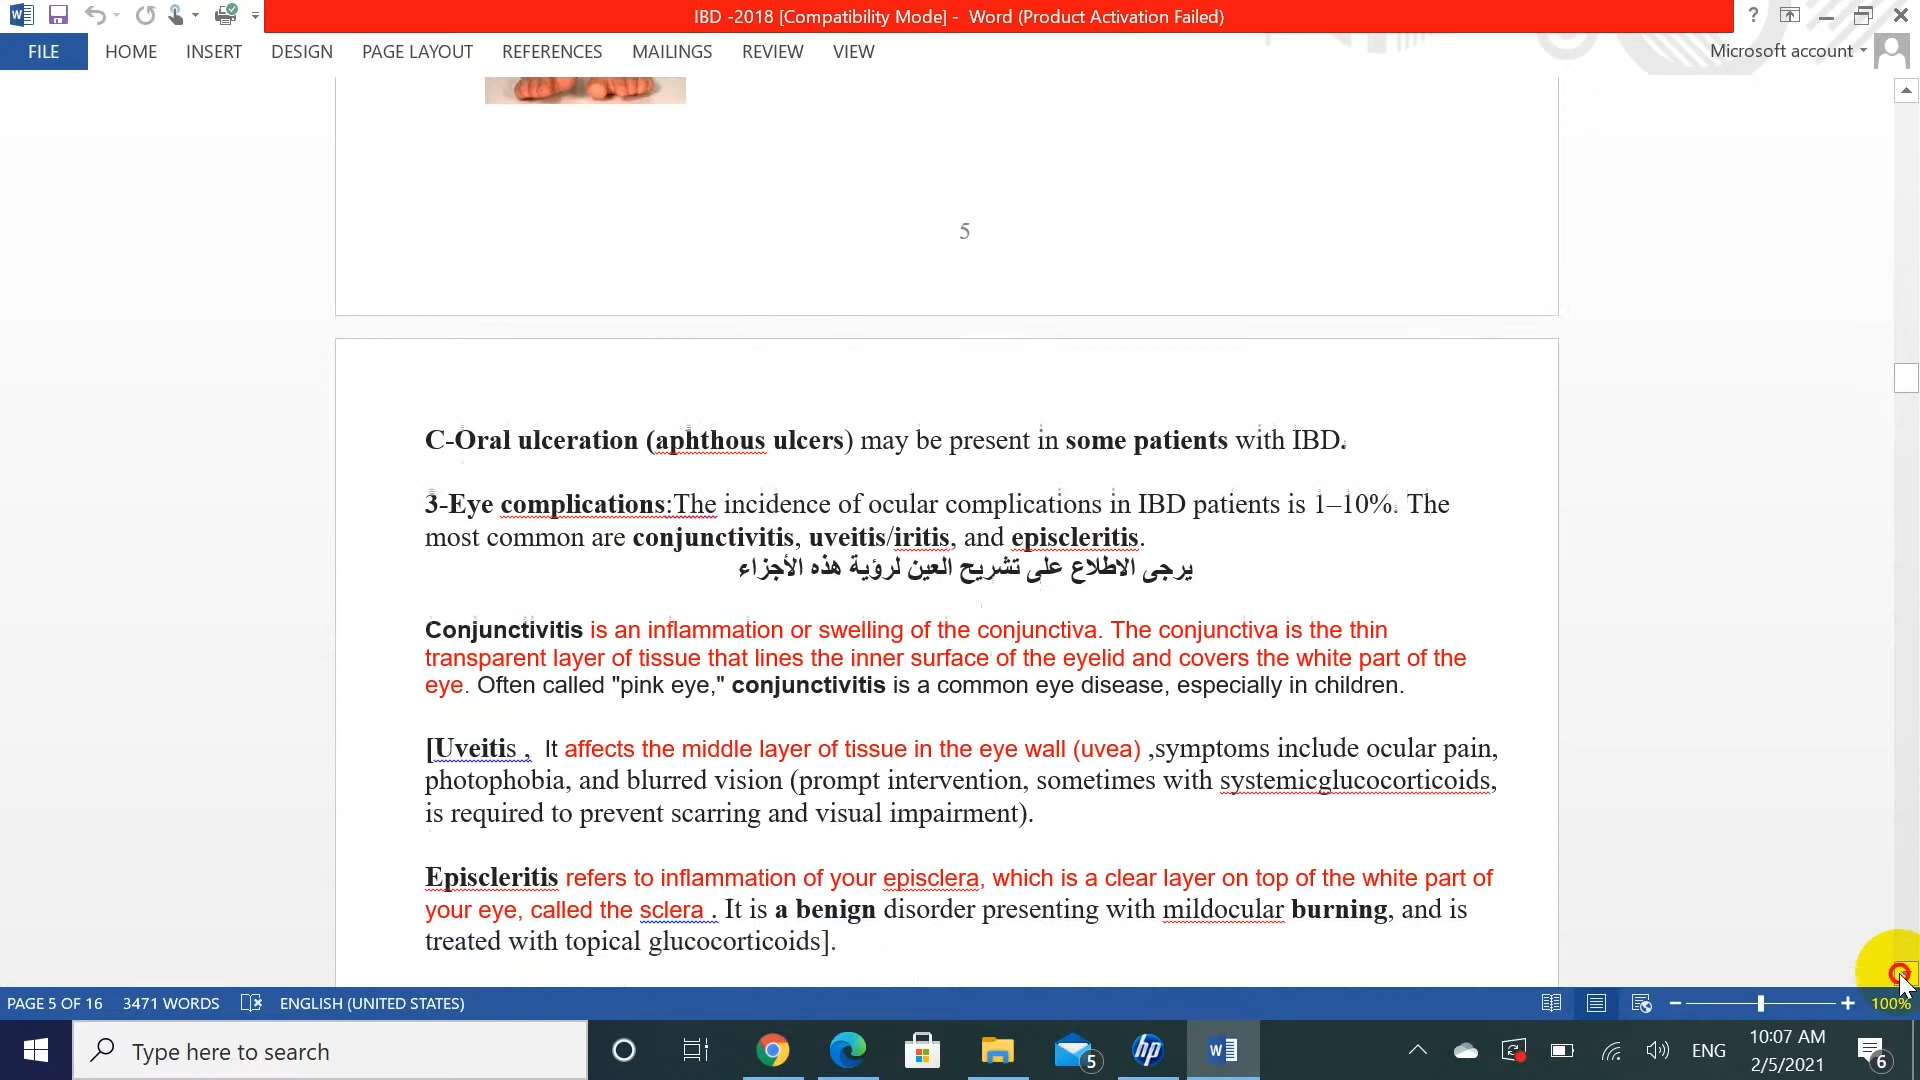 IBD -2018 [Compatibility Mode] - Word (Product Activation Failed)
?
FILE HOME INSERT DESIGN PAGE LAYOUT REFERENCES MAILINGS REVIEW VIEW
Microsoft account
5
C-Oral ulceration (aphthous ulcers) may be present in some patients with IBD.
3-Eye complications:The incidence of ocular complications in IBD patients is 1–10%. The
most common are conjunctivitis, uveitis/iritis, and episcleritis.
يرجى الاطلاع على تشريح العين لرؤية هذه الأجزاء
Conjunctivitis is an inflammation or swelling of the conjunctiva. The conjunctiva is the thin
transparent layer of tissue that lines the inner surface of the eyelid and covers the white part of the
eye. Often called "pink eye," conjunctivitis is a common eye disease, especially in children.
[Uveitis , It affects the middle layer of tissue in the eye wall (uvea) ,symptoms include ocular pain,
photophobia, and blurred vision (prompt intervention, sometimes with systemicglucocorticoids,
is required to prevent scarring and visual impairment).
Episcleritis refers to inflammation of your episclera, which is a clear layer on top of the white part of
your eye, called the sclera . It is a benign disorder presenting with mildocular burning, and is
treated with topical glucocorticoids].
PAGE 5 OF 16 3471 WORDS ENGLISH (UNITED STATES)
100%
Type here to search
5
hp
ENG
10:07 AM
2/5/2021
6